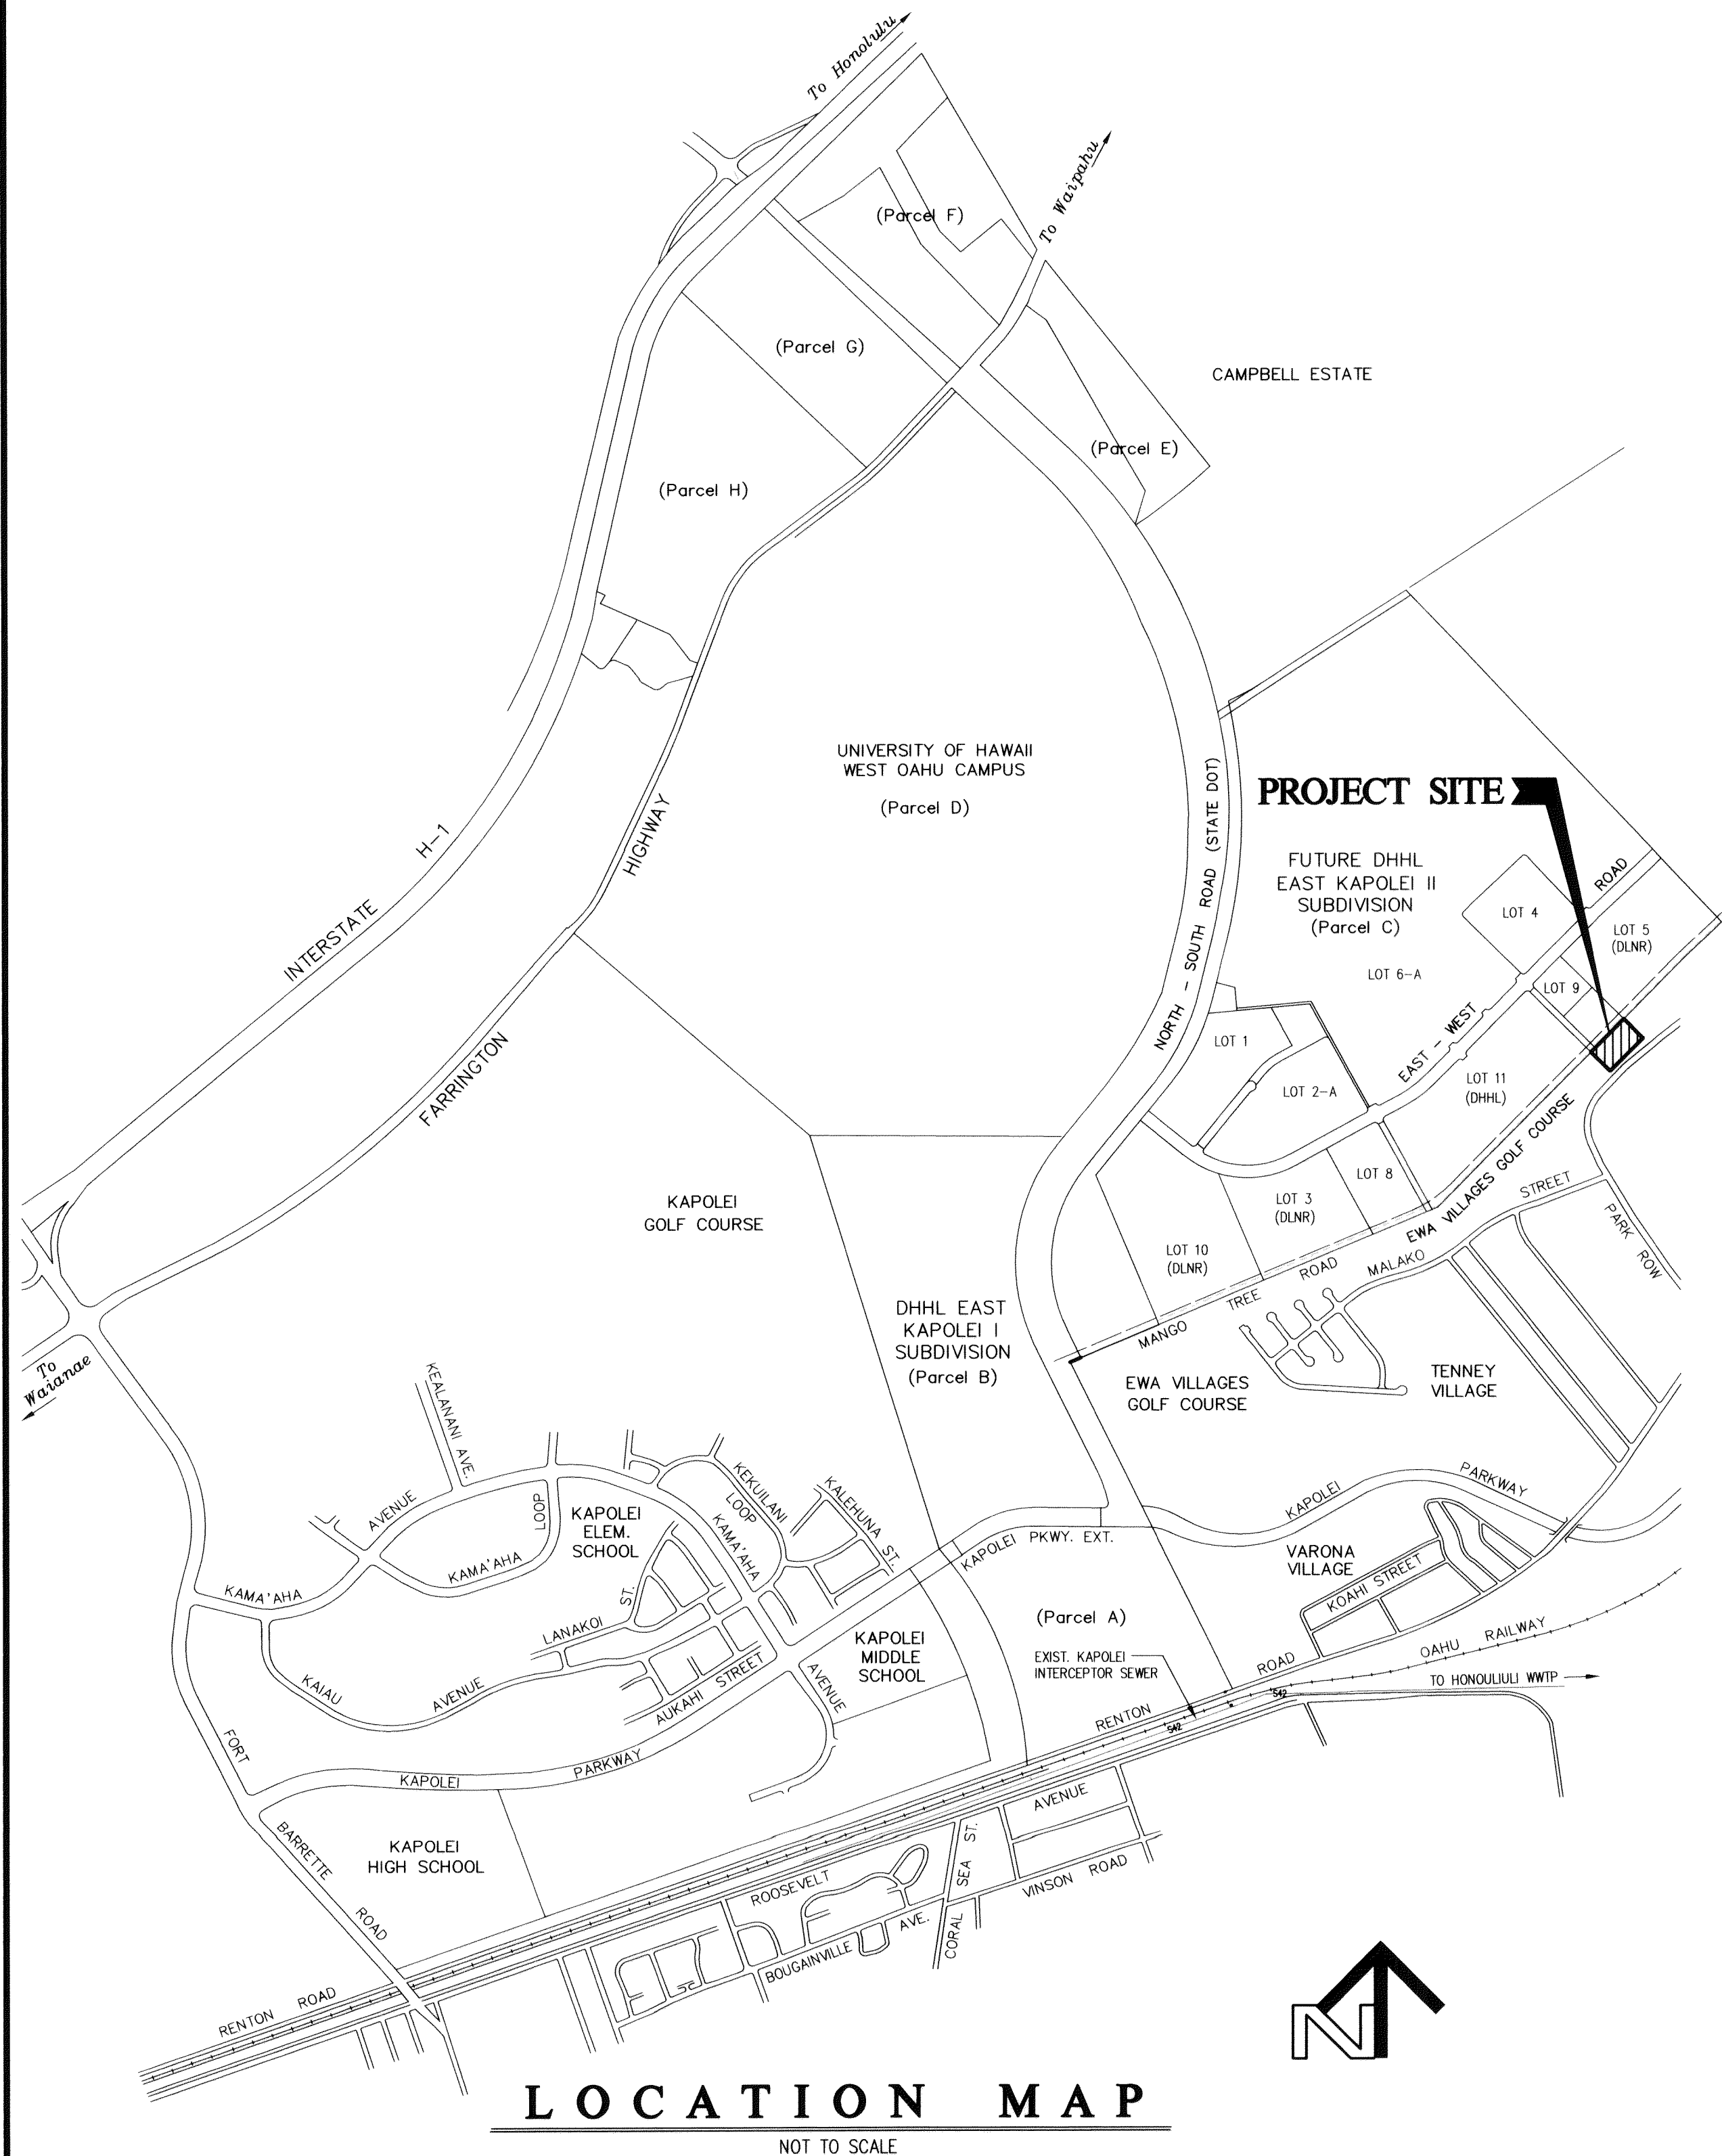 To Honolulu
To Waipahu
(Parcel F)
(Parcel G)
CAMPBELL ESTATE
(Parcel E)
(Parcel H)
UNIVERSITY OF HAWAII
WEST OAHU CAMPUS
(Parcel D)
PROJECT SITE
NORTH - SOUTH ROAD (STATE DOT)
FUTURE DHHL
EAST KAPOLEI II
SUBDIVISION
(Parcel C)
LOT 4
LOT 5
(DLNR)
LOT 6-A
LOT 9
EAST - WEST ROAD
INTERSTATE H-1
FARRINGTON HIGHWAY
LOT 1
LOT 2-A
LOT 11
(DHHL)
LOT 8
LOT 3
(DLNR)
LOT 10
(DLNR)
EWA VILLAGES GOLF COURSE
MALAKO STREET
PARK ROW
MANGO TREE ROAD
KAPOLEI
GOLF COURSE
DHHL EAST
KAPOLEI I
SUBDIVISION
(Parcel B)
EWA VILLAGES
GOLF COURSE
TENNEY
VILLAGE
To
Waianae
KEALANANI AVE.
KAMA'AHA AVENUE
KAMA'AHA LOOP
KAPOLEI
ELEM.
SCHOOL
KEKUILANI
LOOP
KAMA'AHA
KALEHUNA ST.
KAPOLEI PKWY. EXT.
KAPOLEI PARKWAY
VARONA
VILLAGE
KOAHI STREET
LANAKOI ST.
KAIAU AVENUE
AUKAHI STREET
AVENUE
KAPOLEI
MIDDLE
SCHOOL
(Parcel A)
EXIST. KAPOLEI
INTERCEPTOR SEWER
OAHU RAILWAY
TO HONOULIULI WWTP
RENTON ROAD
S42
S42
KAPOLEI PARKWAY
FORT BARRETTE ROAD
KAPOLEI
HIGH SCHOOL
ROOSEVELT AVENUE
BOUGAINVILLE AVE.
CORAL SEA ST.
VINSON ROAD
RENTON ROAD
N
LOCATION MAP
NOT TO SCALE